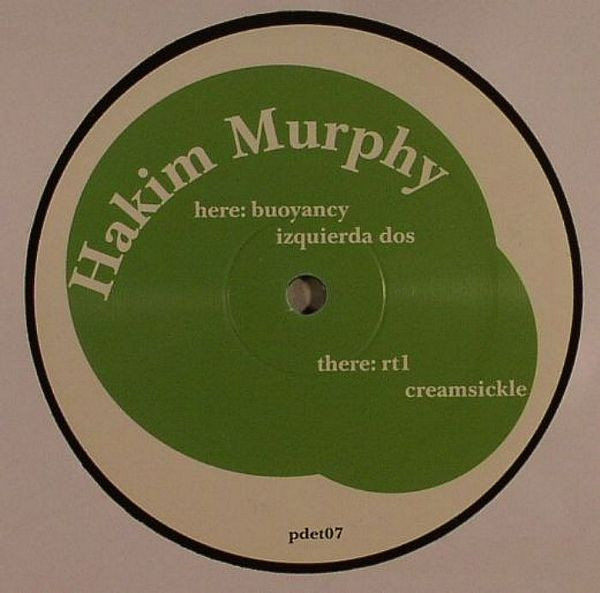 Hakim Murphy
here: buoyancy
izquierda dos
there: rt1
creamsickle
pdet07